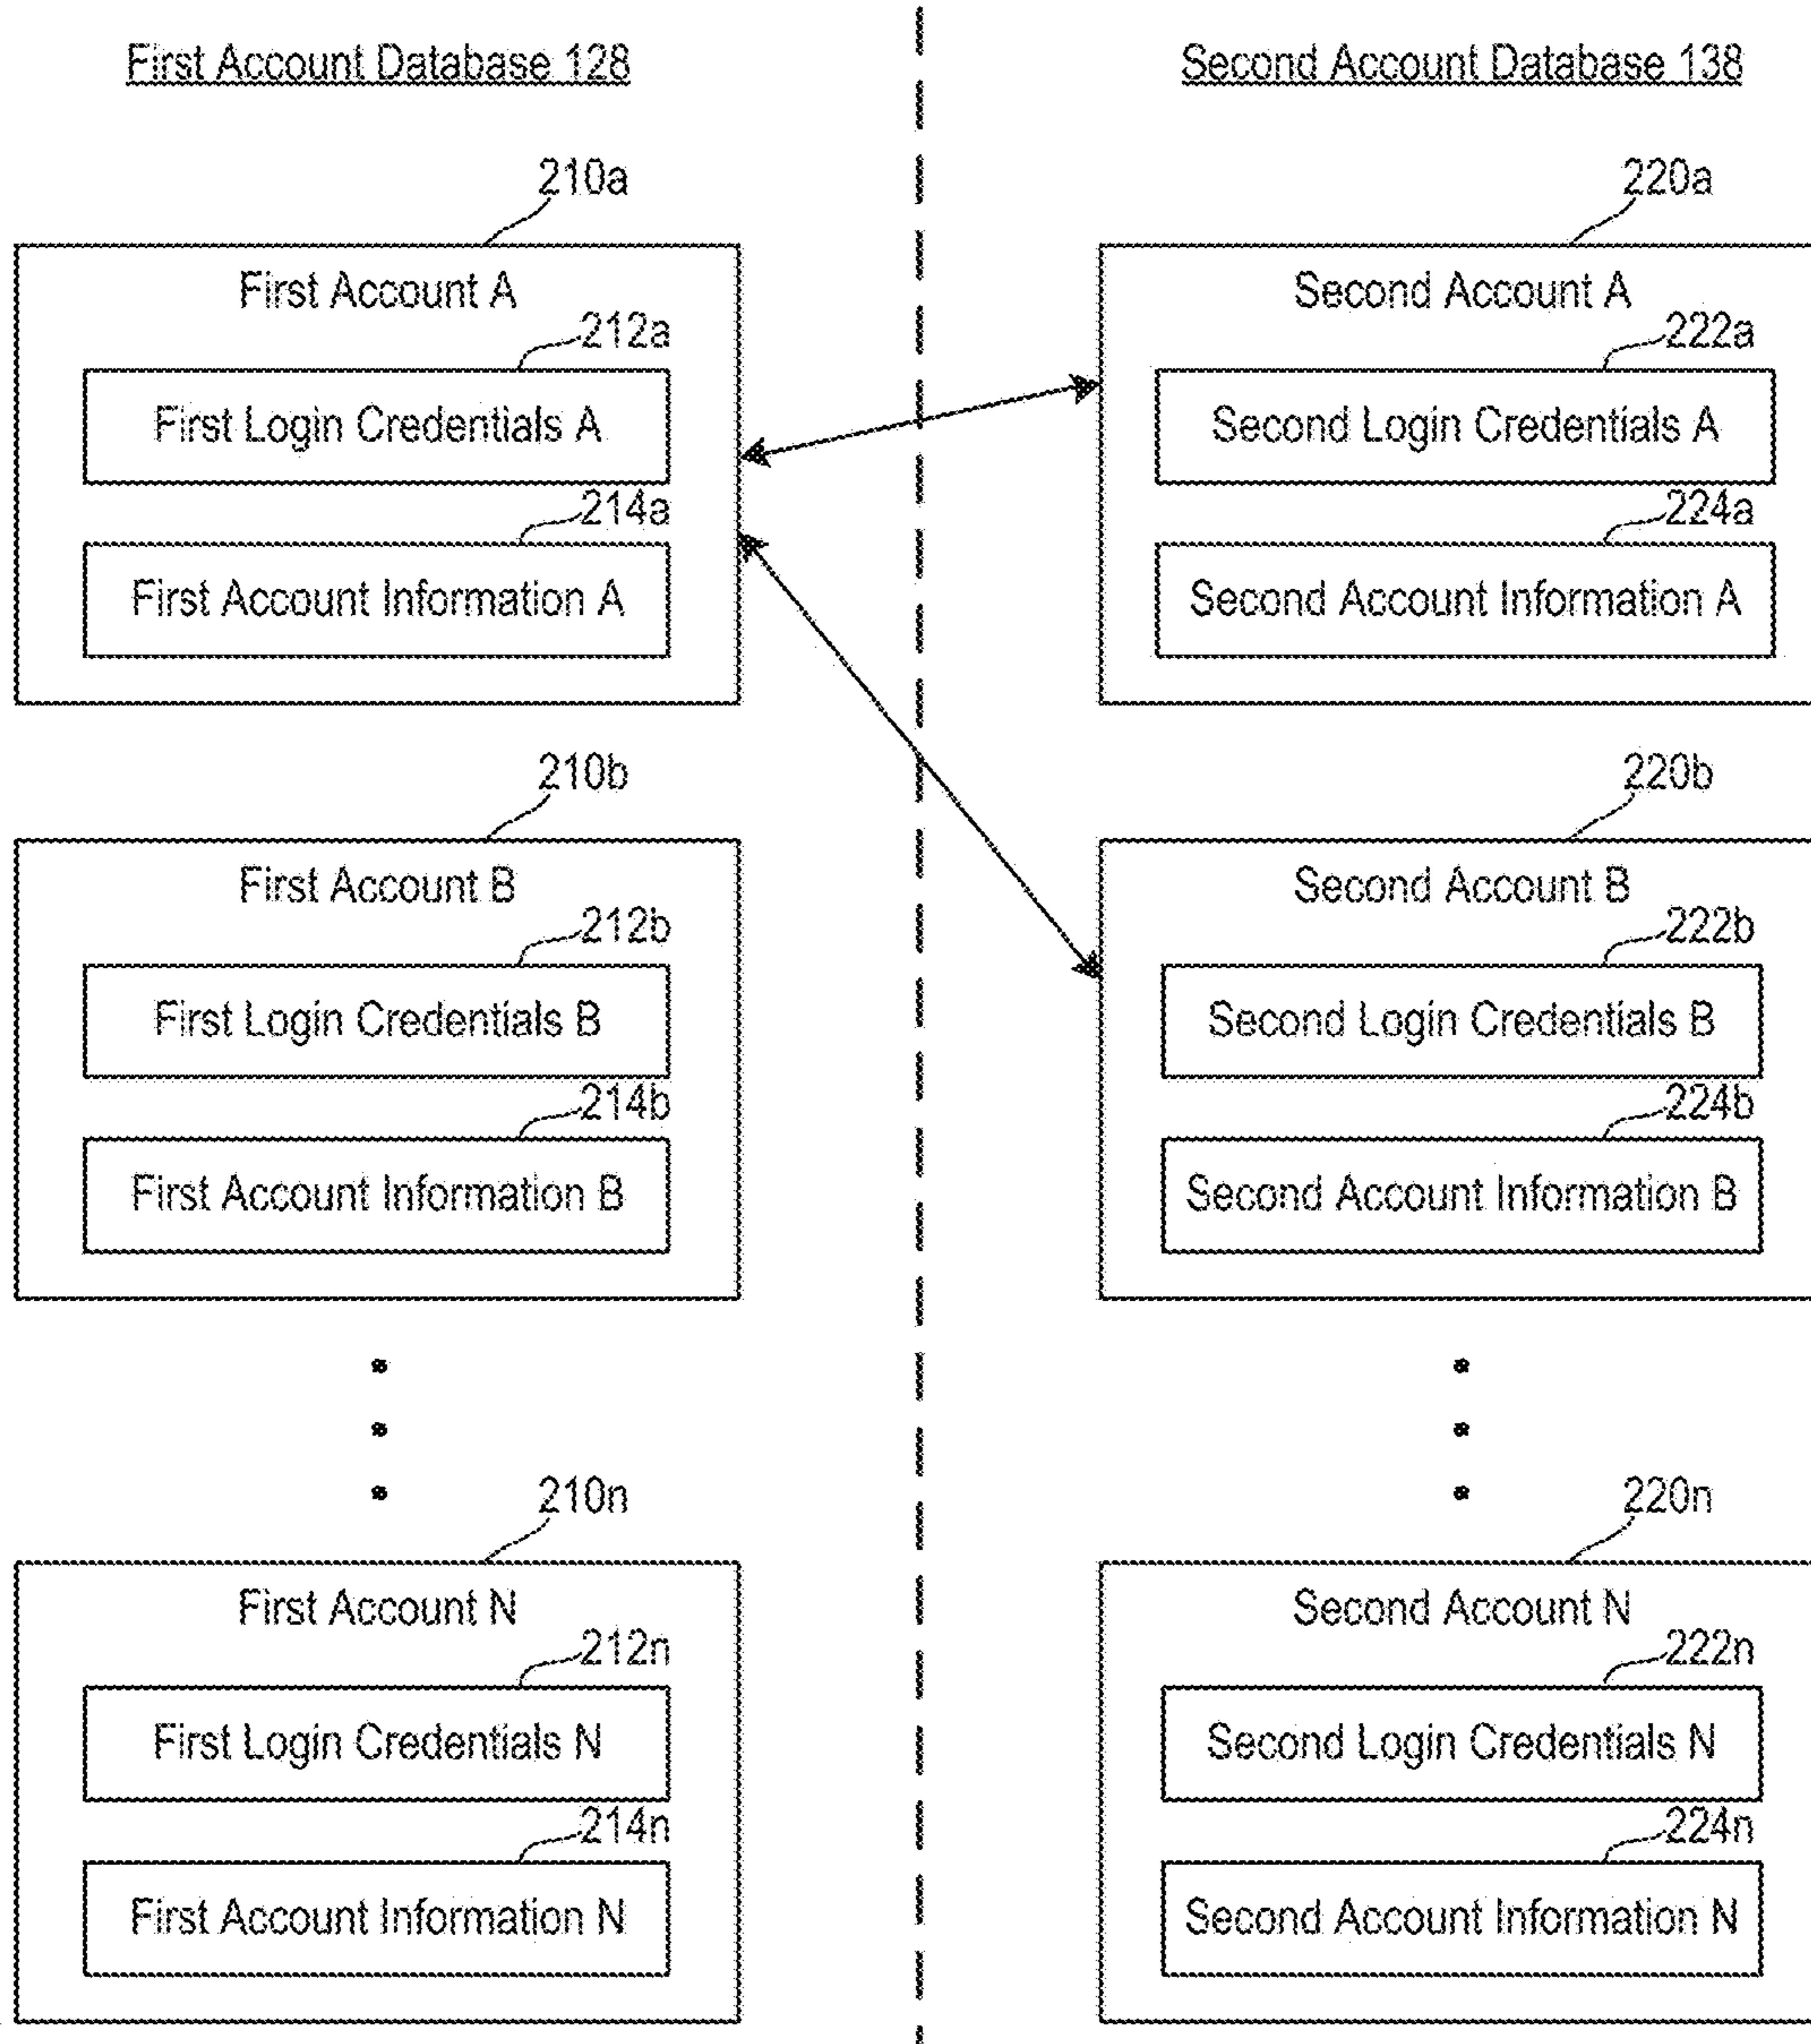 First Account Database 128
210a
First Account A
212a
First Login Credentials A
214a
First Account Information A
210b
First Account B
212b
First Login Credentials B
214b
First Account Information B
210n
First Account N
212n
First Login Credentials N
214n
First Account Information N
Second Account Database 138
220a
Second Account A
222a
Second Login Credentials A
224a
Second Account Information A
220b
Second Account B
222b
Second Login Credentials B
224b
Second Account Information B
220n
Second Account N
222n
Second Login Credentials N
224n
Second Account Information N